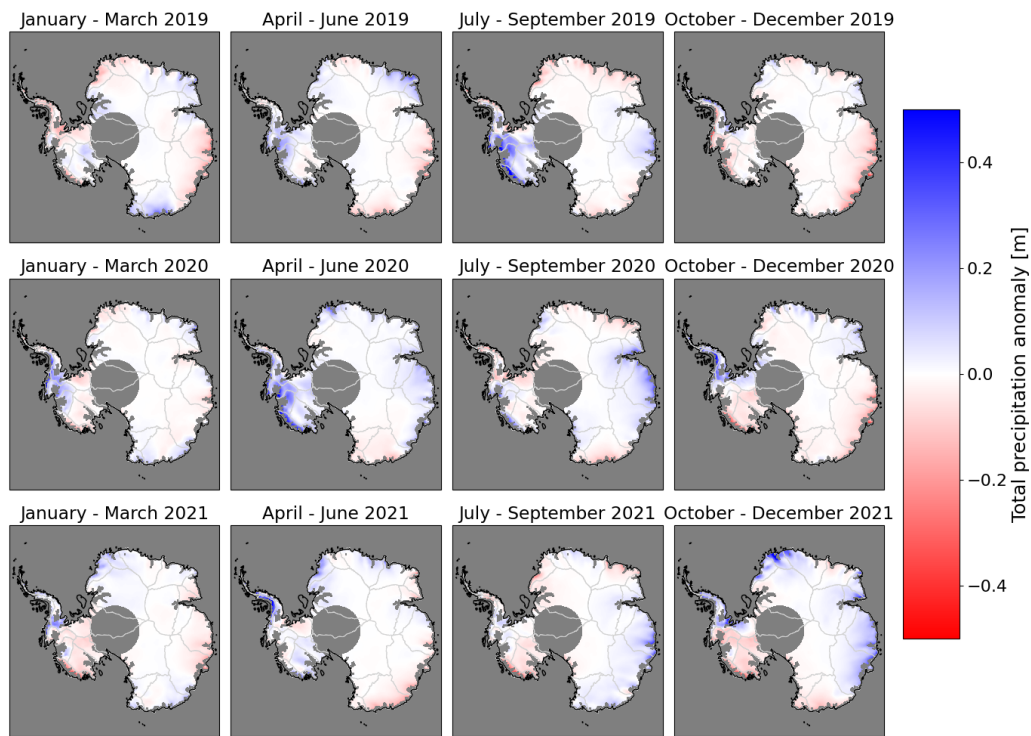 January - March 2019
April - June 2019
July - September 2019
October - December 2019
January - March 2020
April - June 2020
July - September 2020
October - December 2020
January - March 2021
April - June 2021
July - September 2021
October - December 2021
0.4
0.2
0.0
−0.2
−0.4
Total precipitation anomaly [m]